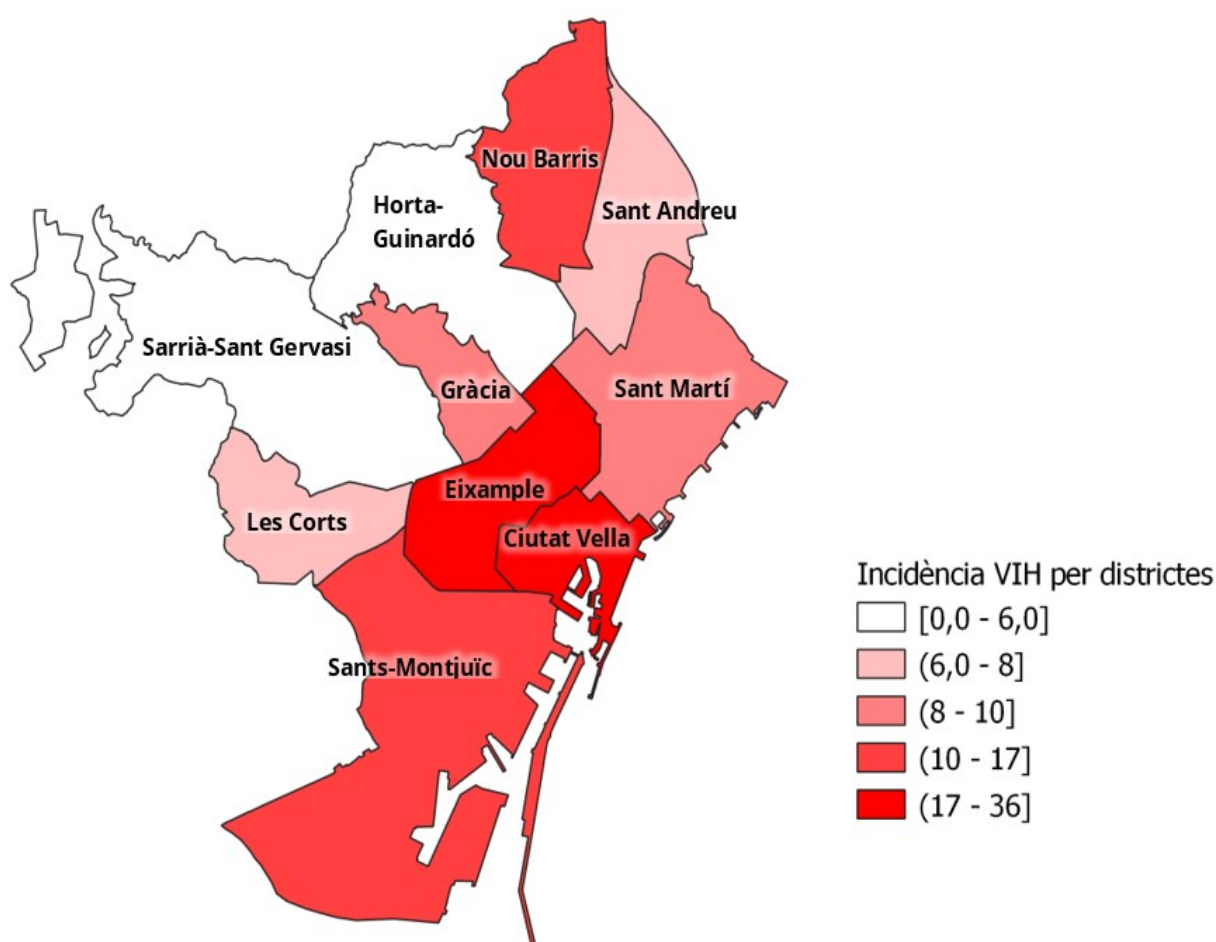 Nou Barris
Horta-
Guinardó
Sant Andreu
Sarrià-Sant Gervasi
Gràcia
Sant Martí
Eixample
Les Corts
Ciutat Vella
Sants-Montjuïc
Incidència VIH per districtes
[0,0 - 6,0]
(6,0 - 8]
(8 - 10]
(10 - 17]
(17 - 36]